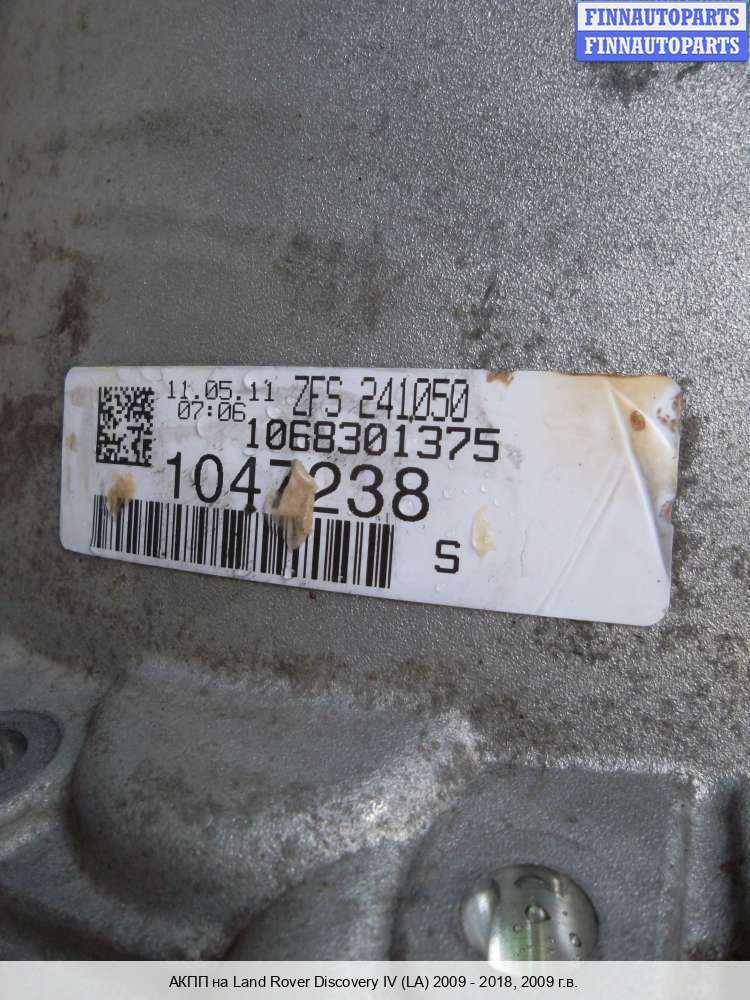 FINNAUTOPARTS
FINNAUTOPARTS
11.05.11 ZFS 241050
07:06
1068301375
1047238
S
АКПП на Land Rover Discovery IV (LA) 2009 - 2018, 2009 г.в.